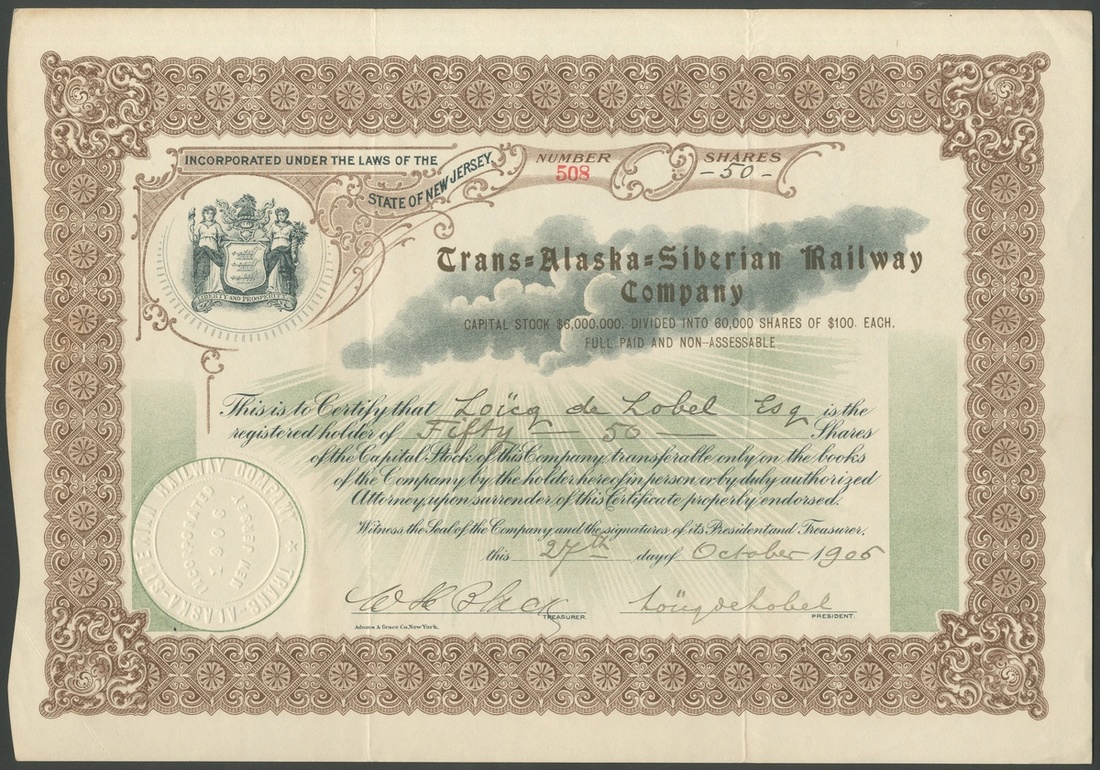 INCORPORATED UNDER THE LAWS OF THE
STATE OF NEW JERSEY.
NUMBER
508
SHARES
-50-
LIBERTY AND PROSPERITY
Trans=Alaska=Siberian Railway
Company
CAPITAL STOCK $6,000,000. DIVIDED INTO 60,000 SHARES OF $100. EACH.
FULL PAID AND NON-ASSESSABLE
This is to Certify that Loïcq de Lobel Esq is the
registered holder of Fifty — 50 — Shares
of the Capital Stock of this Company, transferable only on the books
of the Company by the holder hereof in person or by duly authorized
Attorney, upon surrender of this Certificate properly endorsed.
Witness the Seal of the Company and the signatures of its President and Treasurer,
this 27th day of October 1906
W H Black
TREASURER.
Loïcq de Lobel
PRESIDENT.
Adams & Grace Co. New York.
TRANS-ALASKA-SIBERIAN RAILWAY COMPANY
INCORPORATED
NEW JERSEY